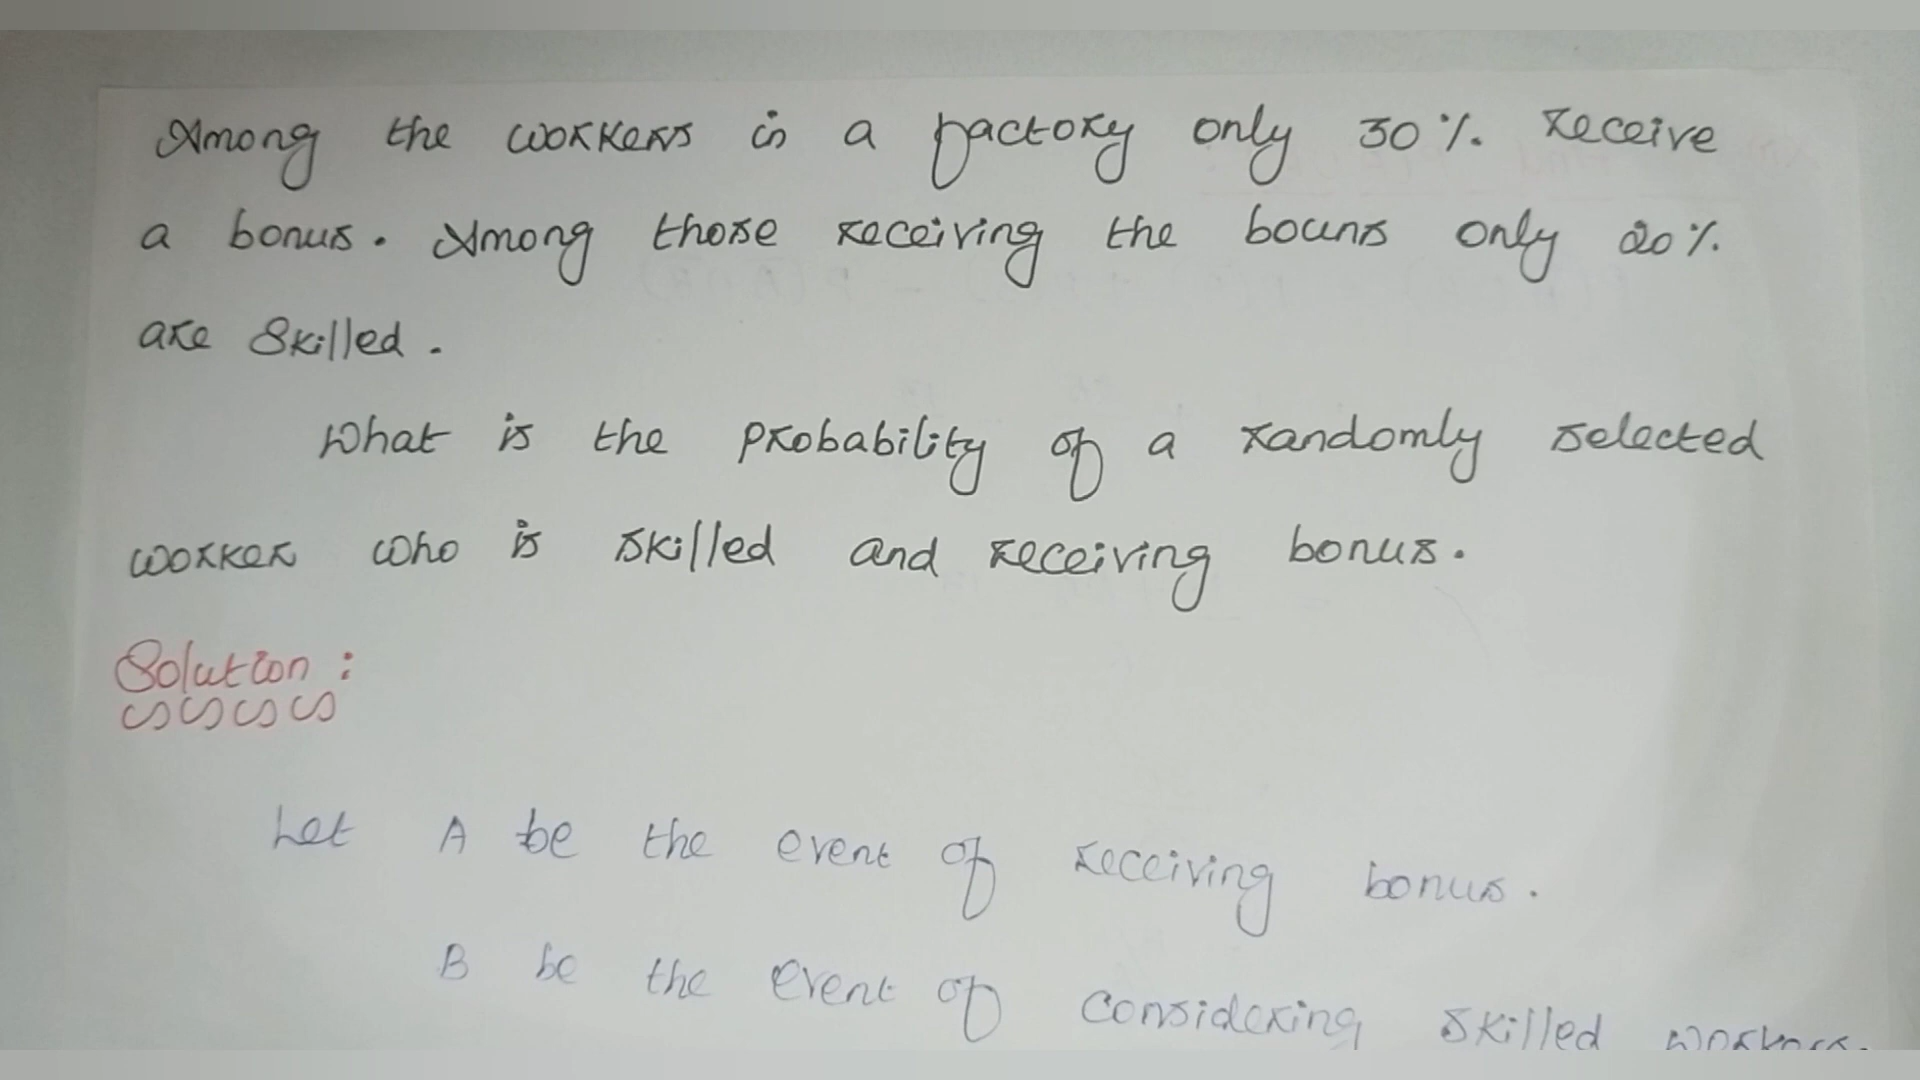 Among the workers in a factory only 30%. receive
a bonus. Among those receiving the bouns only 20%.
are Skilled.
What is the probability of a randomly selected
worker who is skilled and receiving bonus.
Solution :
Let A be the event of receiving bonus.
B be the event of considering skilled workers.